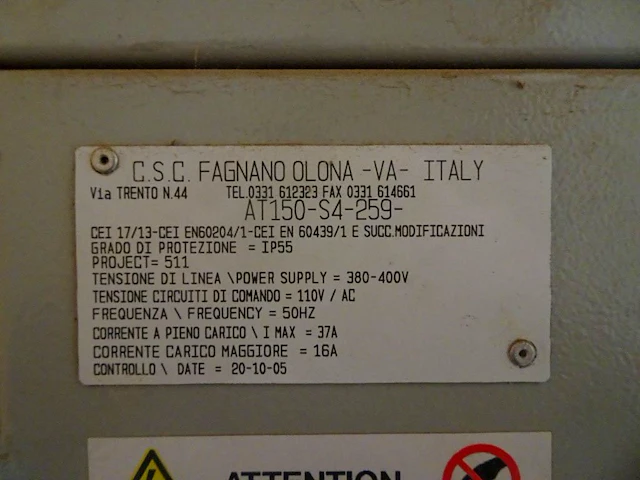 C.S.C. FAGNANO OLONA -VA- ITALY
Via TRENTO N.44 TEL.0331 612323 FAX 0331 614661
AT150-S4-259-
CEI 17/13-CEI EN60204/1-CEI EN 60439/1 E SUCC.MODIFICAZIONI
GRADO DI PROTEZIONE = IP55
PROJECT= 511
TENSIONE DI LINEA \POWER SUPPLY = 380-400V
TENSIONE CIRCUITI DI COMANDO = 110V / AC
FREQUENZA \ FREQUENCY = 50HZ
CORRENTE A PIENO CARICO \ I MAX = 37A
CORRENTE CARICO MAGGIORE = 16A
CONTROLLO \ DATE = 20-10-05
ATTENTION